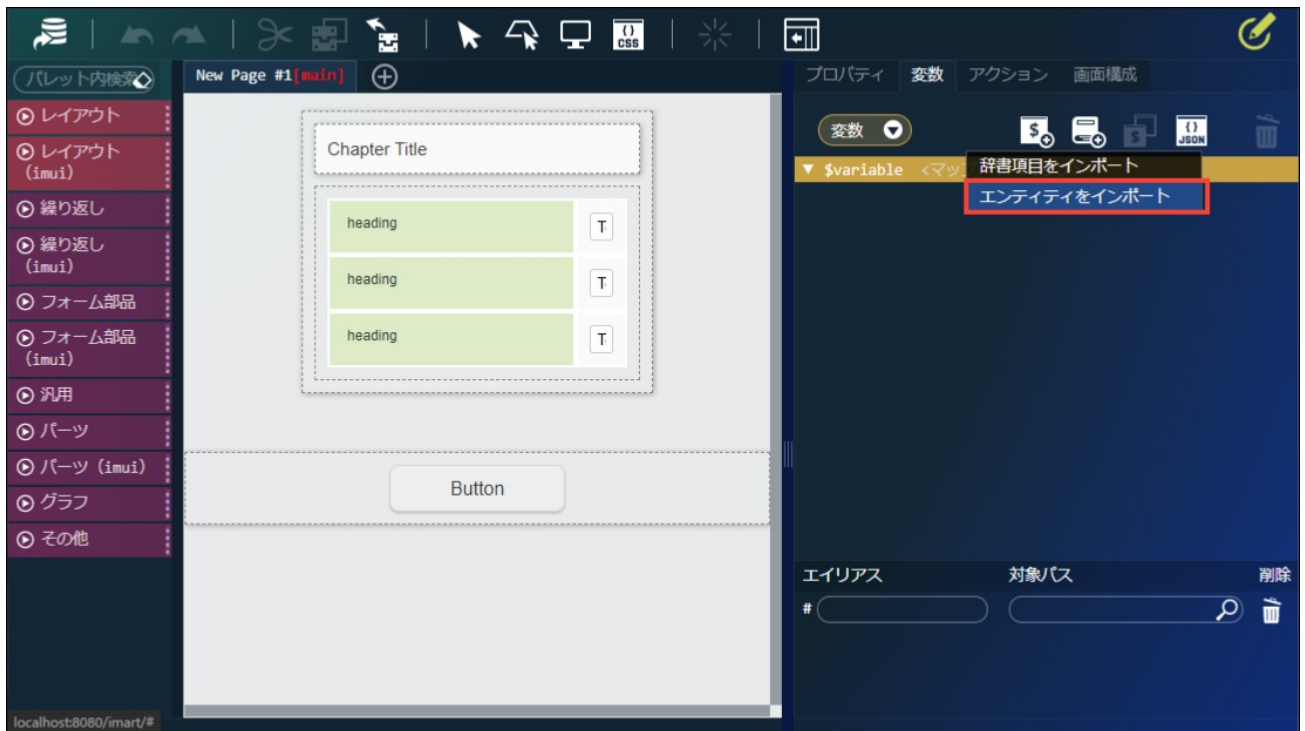 {} CSS
パレット内検索
New Page #1[main]
プロパティ 変数 アクション 画面構成
レイアウト
レイアウト
(imui)
繰り返し
繰り返し
(imui)
フォーム部品
フォーム部品
(imui)
汎用
パーツ
パーツ (imui)
グラフ
その他
Chapter Title
heading
T
heading
T
heading
T
Button
変数
$
$
{} JSON
$variable <マッ
辞書項目をインポート
エンティティをインポート
エイリアス 対象パス 削除
#
localhost:8080/imart/#